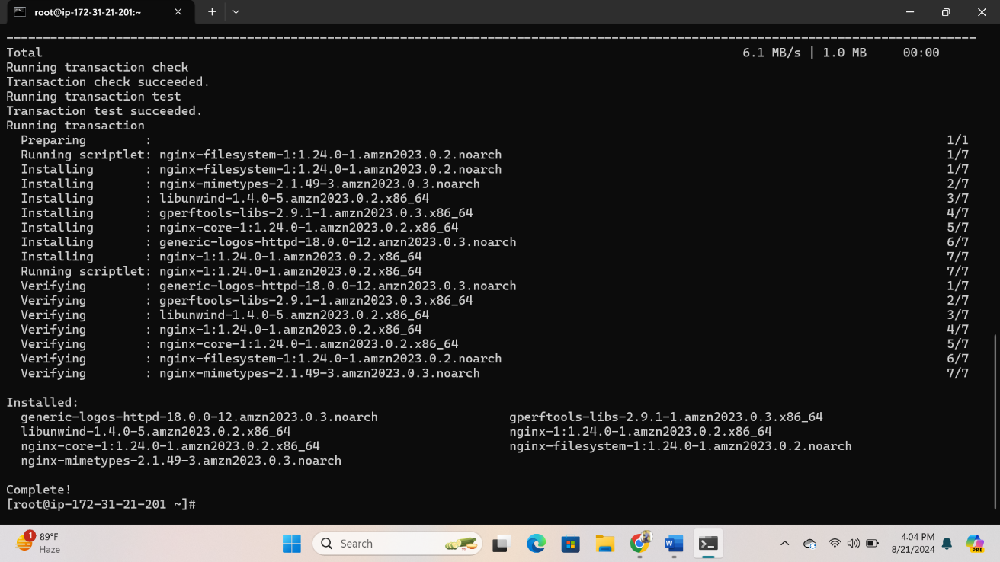 root@ip-172-31-21-201:~
--------------------------------------------------------------------------------------------------------------------------------------
Total 6.1 MB/s | 1.0 MB 00:00
Running transaction check
Transaction check succeeded.
Running transaction test
Transaction test succeeded.
Running transaction
Preparing : 1/1
Running scriptlet: nginx-filesystem-1:1.24.0-1.amzn2023.0.2.noarch 1/7
Installing : nginx-filesystem-1:1.24.0-1.amzn2023.0.2.noarch 1/7
Installing : nginx-mimetypes-2.1.49-3.amzn2023.0.3.noarch 2/7
Installing : libunwind-1.4.0-5.amzn2023.0.2.x86_64 3/7
Installing : gperftools-libs-2.9.1-1.amzn2023.0.3.x86_64 4/7
Installing : nginx-core-1:1.24.0-1.amzn2023.0.2.x86_64 5/7
Installing : generic-logos-httpd-18.0.0-12.amzn2023.0.3.noarch 6/7
Installing : nginx-1:1.24.0-1.amzn2023.0.2.x86_64 7/7
Running scriptlet: nginx-1:1.24.0-1.amzn2023.0.2.x86_64 7/7
Verifying : generic-logos-httpd-18.0.0-12.amzn2023.0.3.noarch 1/7
Verifying : gperftools-libs-2.9.1-1.amzn2023.0.3.x86_64 2/7
Verifying : libunwind-1.4.0-5.amzn2023.0.2.x86_64 3/7
Verifying : nginx-1:1.24.0-1.amzn2023.0.2.x86_64 4/7
Verifying : nginx-core-1:1.24.0-1.amzn2023.0.2.x86_64 5/7
Verifying : nginx-filesystem-1:1.24.0-1.amzn2023.0.2.noarch 6/7
Verifying : nginx-mimetypes-2.1.49-3.amzn2023.0.3.noarch 7/7
Installed:
generic-logos-httpd-18.0.0-12.amzn2023.0.3.noarch gperftools-libs-2.9.1-1.amzn2023.0.3.x86_64
libunwind-1.4.0-5.amzn2023.0.2.x86_64 nginx-1:1.24.0-1.amzn2023.0.2.x86_64
nginx-core-1:1.24.0-1.amzn2023.0.2.x86_64 nginx-filesystem-1:1.24.0-1.amzn2023.0.2.noarch
nginx-mimetypes-2.1.49-3.amzn2023.0.3.noarch
Complete!
[root@ip-172-31-21-201 ~]#
1
89°F
Haze
Search
W
4:04 PM
8/21/2024
PRE